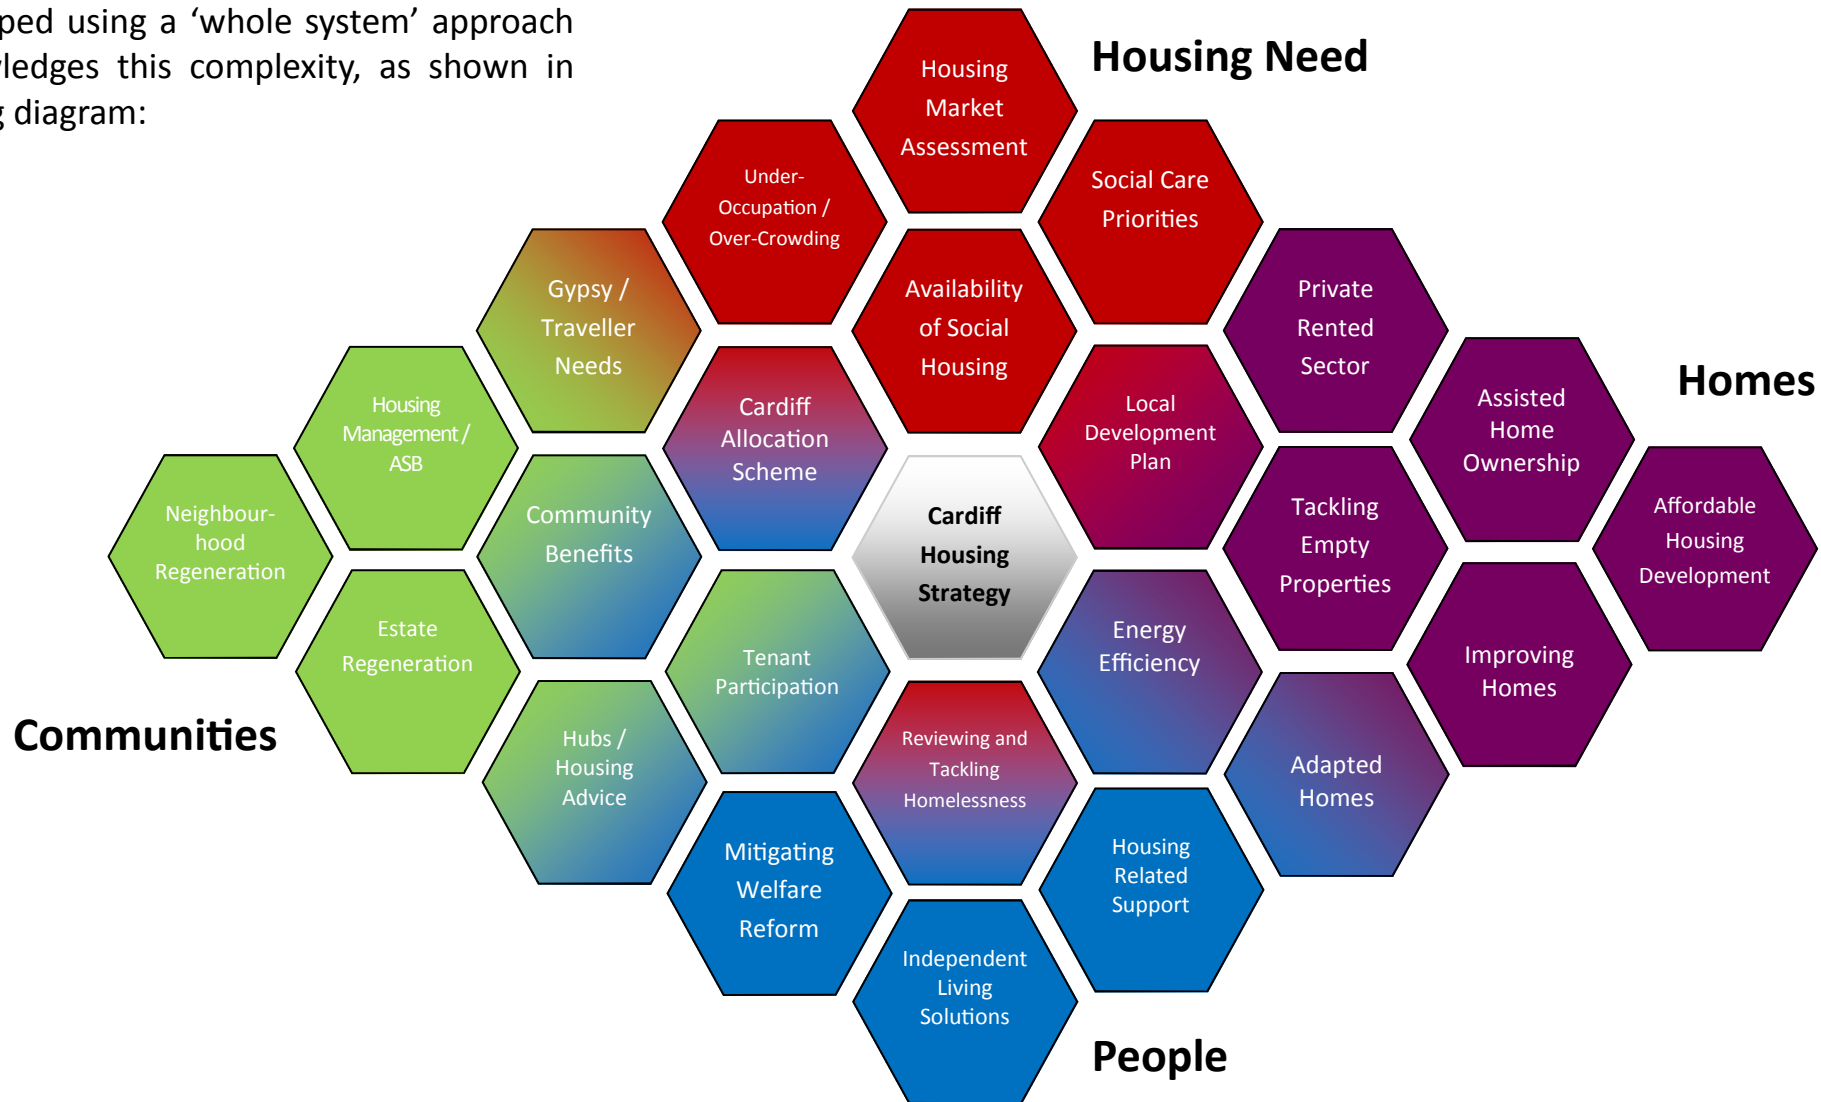 ped using a ‘whole system’ approach
ledges this complexity, as shown in
g diagram:
Housing Need
Housing
Market
Assessment
Under-
Occupation /
Over-Crowding
Social Care
Priorities
Gypsy /
Traveller
Needs
Availability
of Social
Housing
Private
Rented
Sector
Homes
Housing
Management /
ASB
Cardiff
Allocation
Scheme
Local
Development
Plan
Assisted
Home
Ownership
Neighbour-
hood
Regeneration
Community
Benefits
Cardiff
Housing
Strategy
Tackling
Empty
Properties
Affordable
Housing
Development
Estate
Regeneration
Tenant
Participation
Energy
Efficiency
Improving
Homes
Communities
Hubs /
Housing
Advice
Reviewing and
Tackling
Homelessness
Adapted
Homes
Mitigating
Welfare
Reform
Housing
Related
Support
Independent
Living
Solutions
People